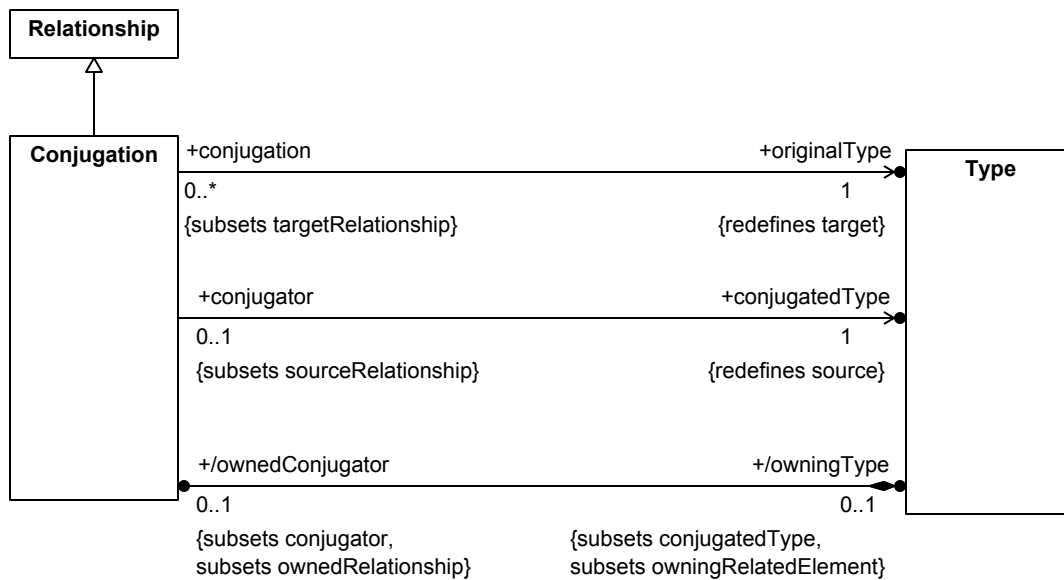 Relationship
Conjugation
Type
+conjugation
+originalType
0..*
1
{subsets targetRelationship}
{redefines target}
+conjugator
+conjugatedType
0..1
1
{subsets sourceRelationship}
{redefines source}
+/ownedConjugator
+/owningType
0..1
0..1
{subsets conjugator,
subsets ownedRelationship}
{subsets conjugatedType,
subsets owningRelatedElement}